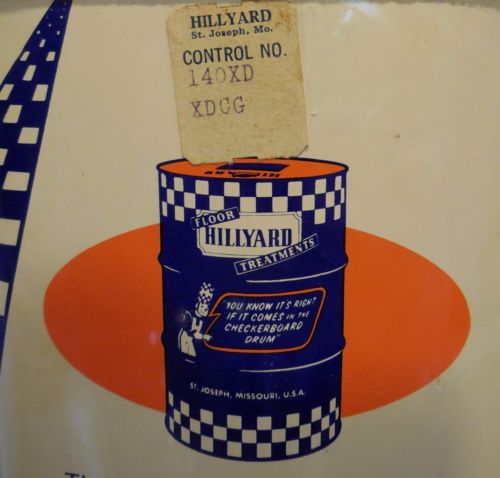 HILLYARD
St. Joseph, Mo.
CONTROL NO.
140XD
XDCG
FLOOR
HILLYARD
TREATMENTS
"YOU KNOW IT'S RIGHT
IF IT COMES IN THE
CHECKERBOARD
DRUM"
H
ST. JOSEPH, MISSOURI, U.S.A.